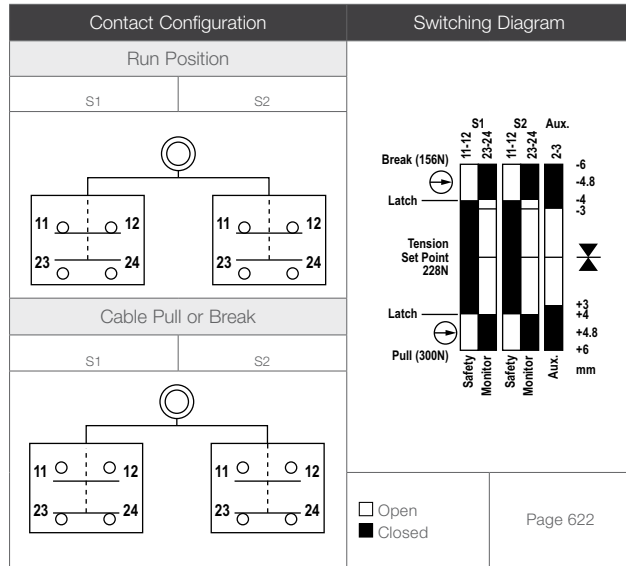 Contact Configuration
Switching Diagram
Run Position
S1
S2
11
12
23
24
11
12
23
24
Cable Pull or Break
S1
S2
11
12
23
24
11
12
23
24
S1
S2
Aux.
11-12
23-24
11-12
23-24
2-3
Break (156N)
Latch
Tension
Set Point
228N
Latch
Pull (300N)
-6
-4.8
-4
-3
+3
+4
+4.8
+6
mm
Safety
Monitor
Safety
Monitor
Aux.
Open
Closed
Page 622